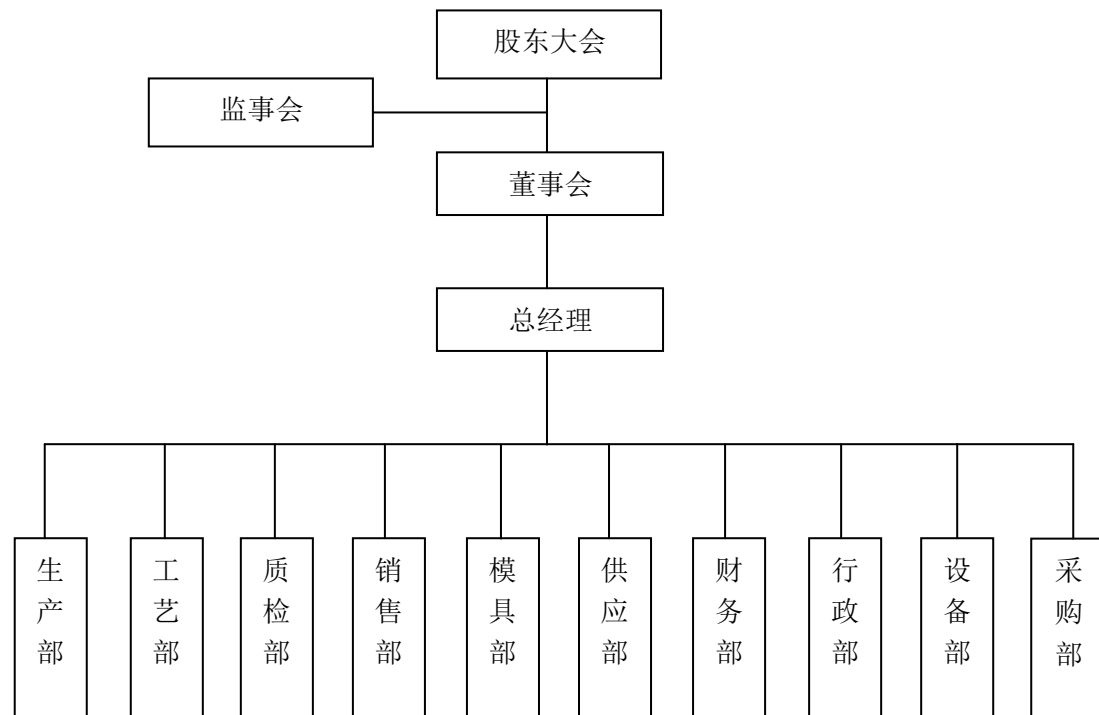 股东大会
监事会
董事会
总经理
生产部
工艺部
质检部
销售部
模具部
供应部
财务部
行政部
设备部
采购部